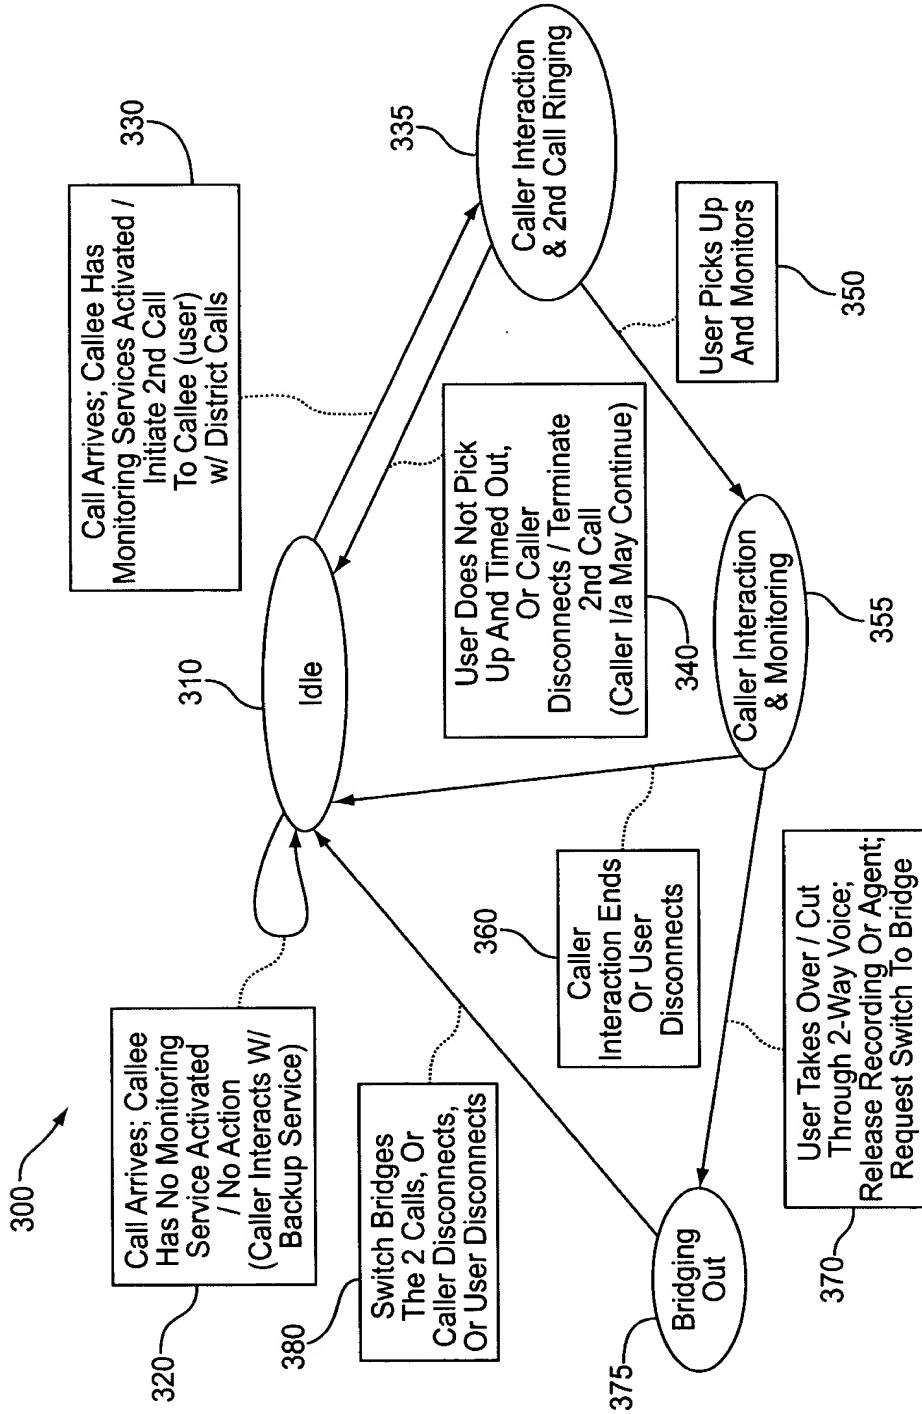 300
320
Call Arrives; Callee
Has No Monitoring
Service Activated
/ No Action
(Caller Interacts W/
Backup Service)
310
Idle
330
Call Arrives; Callee Has
Monitoring Services Activated /
Initiate 2nd Call
To Callee (user)
w/ District Calls
335
Caller Interaction
& 2nd Call Ringing
380
Switch Bridges
The 2 Calls, Or
Caller Disconnects,
Or User Disconnects
360
Caller
Interaction Ends
Or User
Disconnects
User Does Not Pick
Up And Timed Out,
Or Caller
Disconnects / Terminate
2nd Call
(Caller I/a May Continue)
340
User Picks Up
And Monitors
350
375
Bridging
Out
Caller Interaction
& Monitoring
355
User Takes Over / Cut
Through 2-Way Voice;
Release Recording Or Agent;
Request Switch To Bridge
370